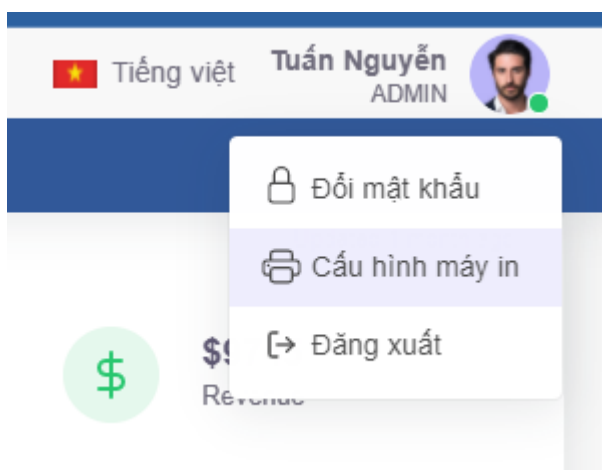 Tiếng việt
Tuấn Nguyễn
ADMIN
Đổi mật khẩu
Cấu hình máy in
Đăng xuất
$
Revenue